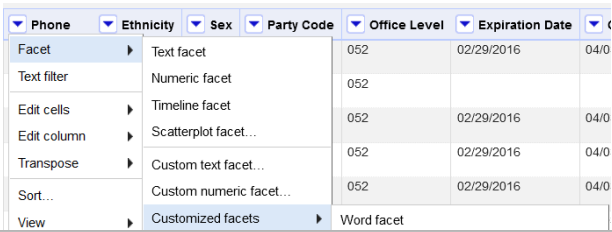 Phone Ethnicity Sex Party Code Office Level Expiration Date
Facet Text facet 052 02/29/2016 04/0
Text filter Numeric facet 052
Edit cells Timeline facet 052 02/29/2016 04/0
Edit column Scatterplot facet...
Transpose Custom text facet... 052 02/29/2016 04/0
Sort... Custom numeric facet... 052 02/29/2016 04/0
View Customized facets Word facet